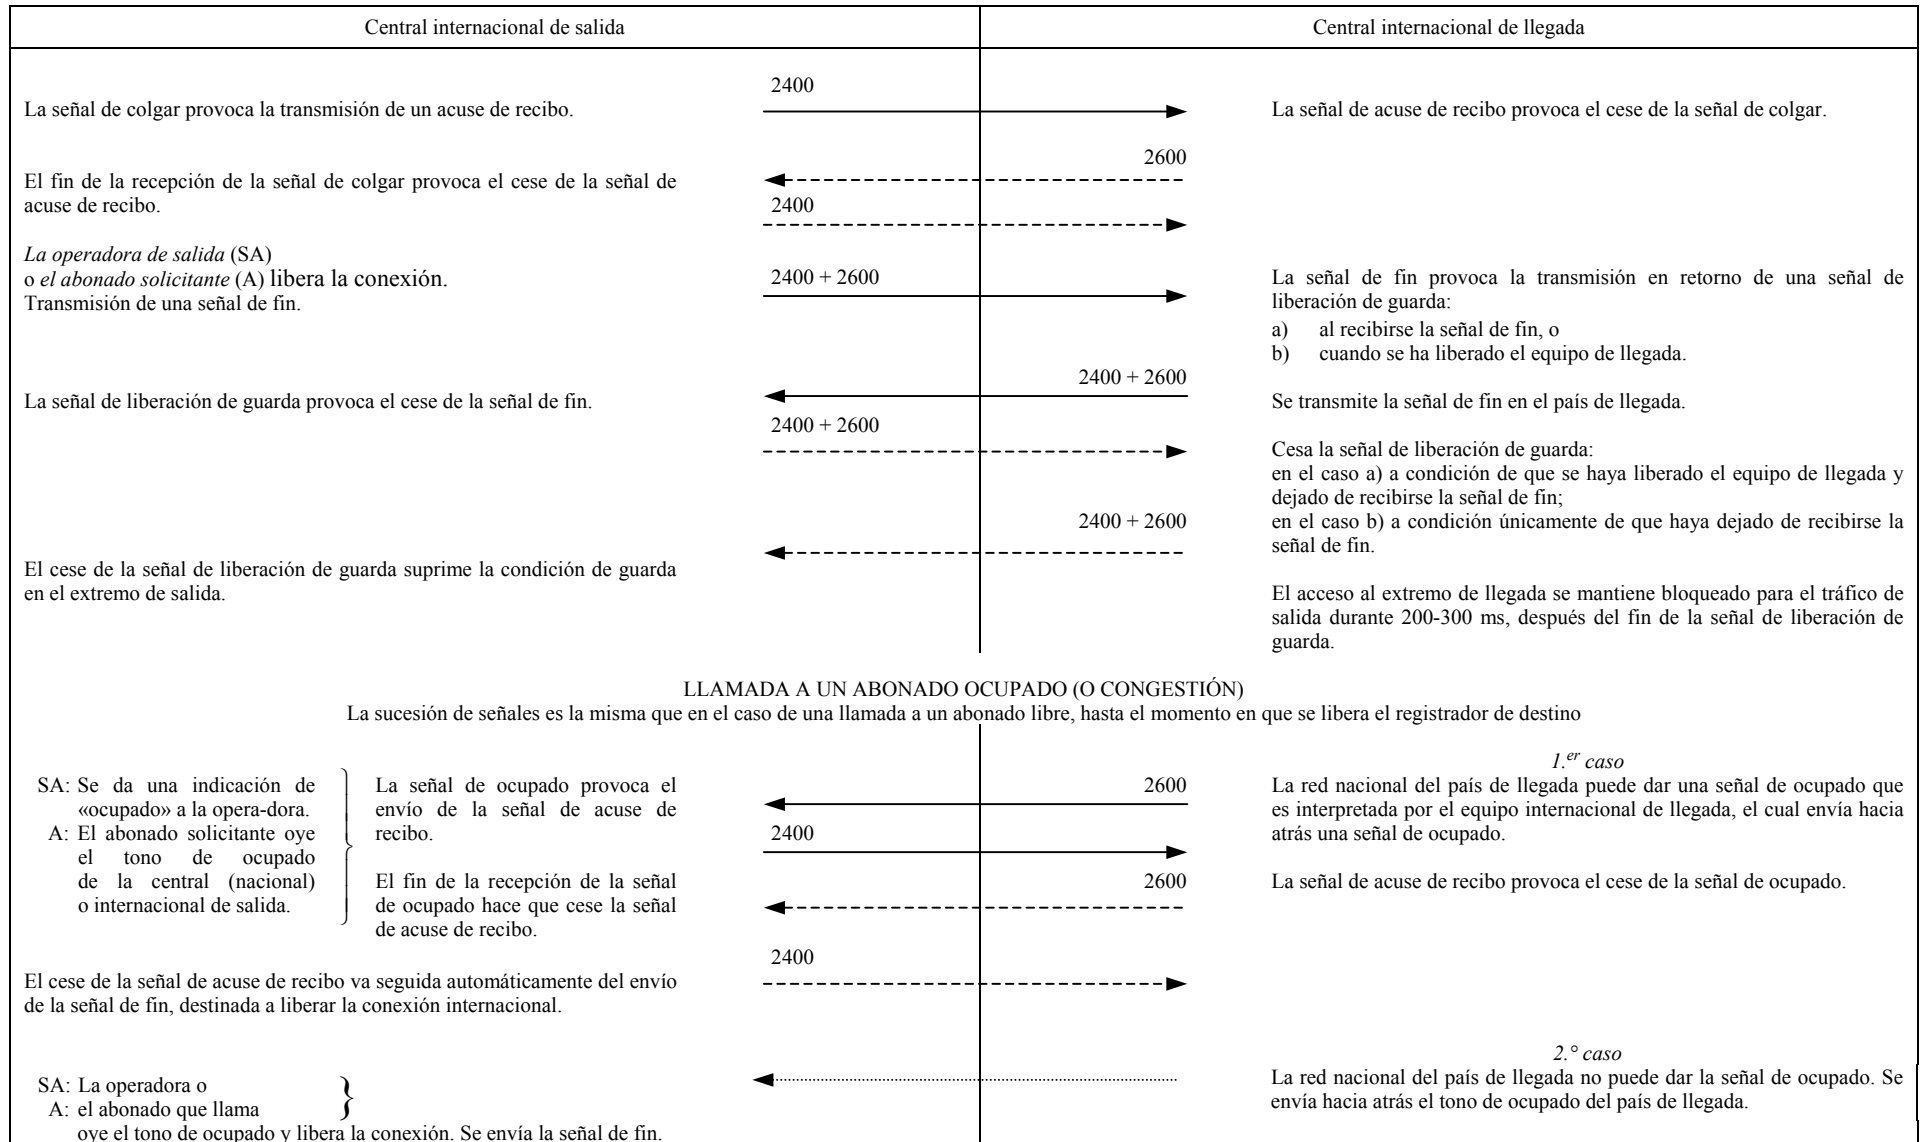 Central internacional de salida
Central internacional de llegada
2400
La señal de colgar provoca la transmisión de un acuse de recibo.
La señal de acuse de recibo provoca el cese de la señal de colgar.
2600
El fin de la recepción de la señal de colgar provoca el cese de la señal de
acuse de recibo.
2400
La operadora de salida (SA)
o el abonado solicitante (A) libera la conexión.
Transmisión de una señal de fin.
2400 + 2600
La señal de fin provoca la transmisión en retorno de una señal de
liberación de guarda:
a) al recibirse la señal de fin, o
b) cuando se ha liberado el equipo de llegada.
2400 + 2600
La señal de liberación de guarda provoca el cese de la señal de fin.
Se transmite la señal de fin en el país de llegada.
2400 + 2600
Cesa la señal de liberación de guarda:
en el caso a) a condición de que se haya liberado el equipo de llegada y
dejado de recibirse la señal de fin;
en el caso b) a condición únicamente de que haya dejado de recibirse la
señal de fin.
2400 + 2600
El cese de la señal de liberación de guarda suprime la condición de guarda
en el extremo de salida.
El acceso al extremo de llegada se mantiene bloqueado para el tráfico de
salida durante 200-300 ms, después del fin de la señal de liberación de
guarda.
LLAMADA A UN ABONADO OCUPADO (O CONGESTIÓN)
La sucesión de señales es la misma que en el caso de una llamada a un abonado libre, hasta el momento en que se libera el registrador de destino
SA: Se da una indicación de
«ocupado» a la opera-dora.
A: El abonado solicitante oye
el tono de ocupado
de la central (nacional)
o internacional de salida.
La señal de ocupado provoca el
envío de la señal de acuse de
recibo.
El fin de la recepción de la señal
de ocupado hace que cese la señal
de acuse de recibo.
2600
2400
2600
1.er caso
La red nacional del país de llegada puede dar una señal de ocupado que
es interpretada por el equipo internacional de llegada, el cual envía hacia
atrás una señal de ocupado.
La señal de acuse de recibo provoca el cese de la señal de ocupado.
2400
El cese de la señal de acuse de recibo va seguida automáticamente del envío
de la señal de fin, destinada a liberar la conexión internacional.
2.° caso
SA: La operadora o
A: el abonado que llama
oye el tono de ocupado y libera la conexión. Se envía la señal de fin.
La red nacional del país de llegada no puede dar la señal de ocupado. Se
envía hacia atrás el tono de ocupado del país de llegada.